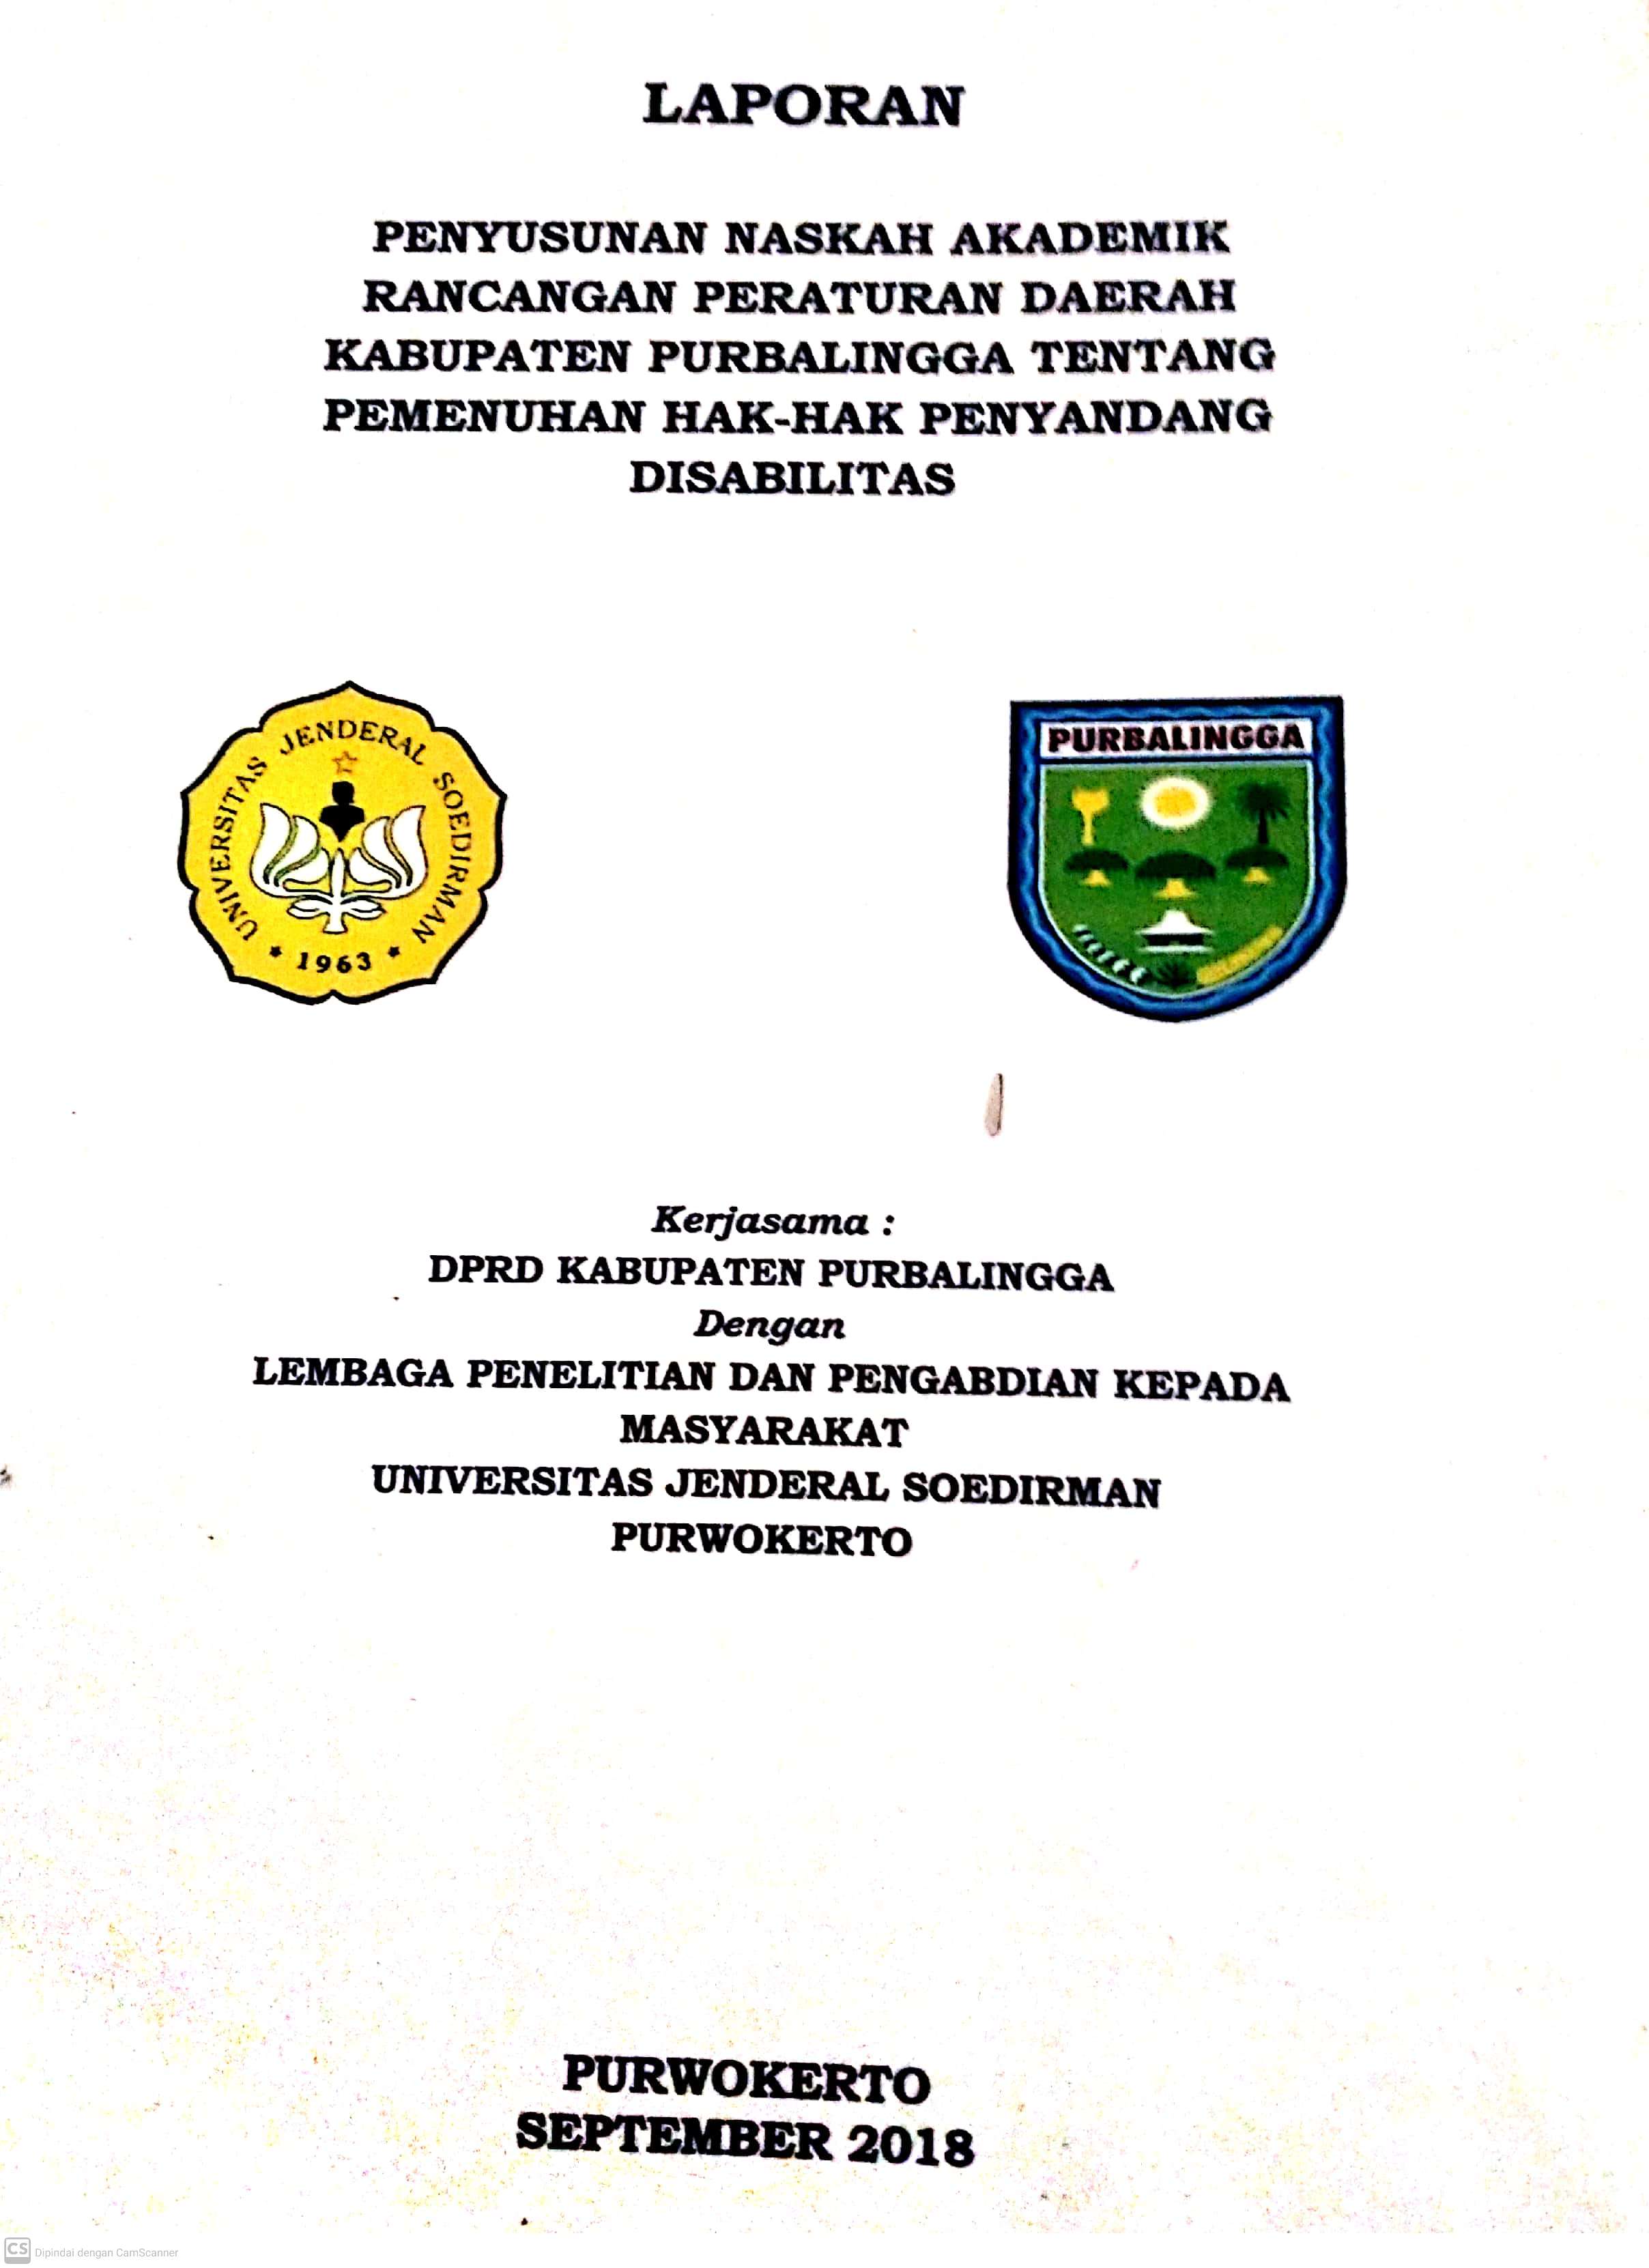 LAPORAN
PENYUSUNAN NASKAH AKADEMIK
RANCANGAN PERATURAN DAERAH
KABUPATEN PURBALINGGA TENTANG
PEMENUHAN HAK-HAK PENYANDANG
DISABILITAS
UNIVERSITAS JENDERAL SOEDIRMAN
* 1963 *
PURBALINGGA
Kerjasama :
DPRD KABUPATEN PURBALINGGA
Dengan
LEMBAGA PENELITIAN DAN PENGABDIAN KEPADA
MASYARAKAT
UNIVERSITAS JENDERAL SOEDIRMAN
PURWOKERTO
PURWOKERTO
SEPTEMBER 2018
CS Dipindai dengan CamScanner